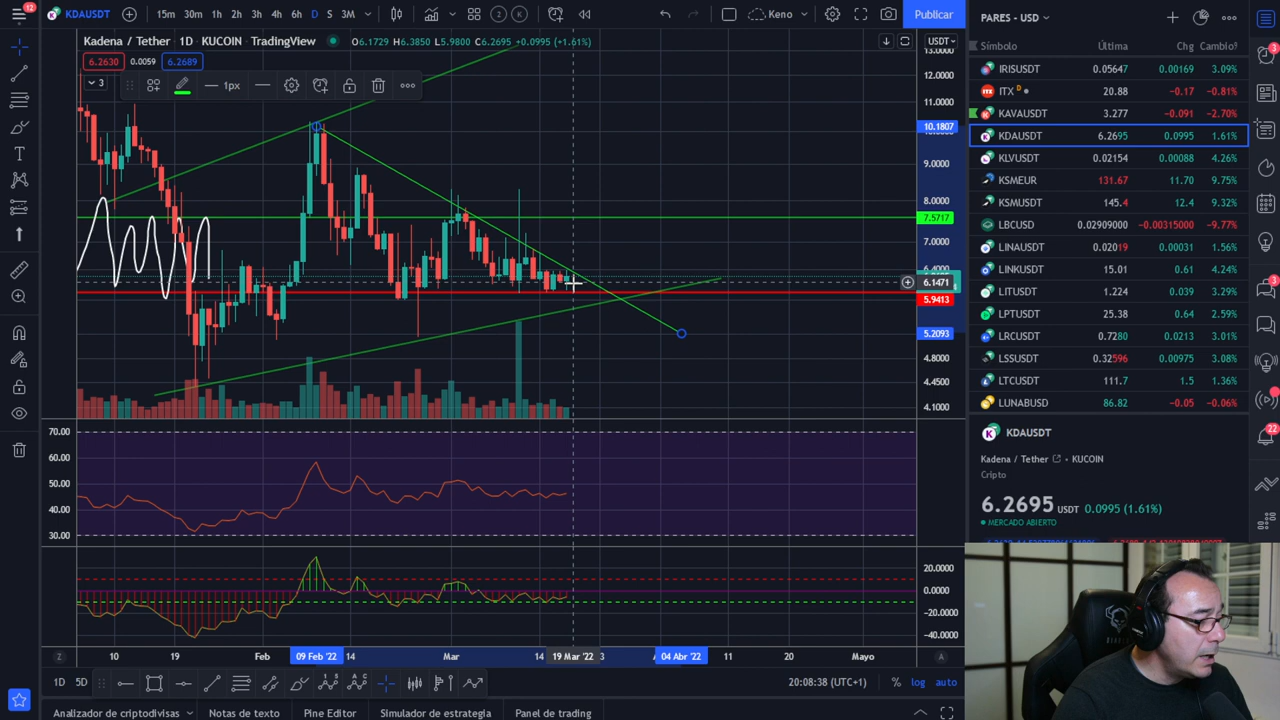 12
KDAUSDT
15m 30m 1h 2h 3h 4h 6h D S 3M
2 K
Keno
Publicar
Kadena / Tether · 1D · KUCOIN · TradingView
O6.1729 H6.3850 L5.9800 C6.2695 +0.0995 (+1.61%)
USDT
6.2630 0.0059 6.2689
3
1px
13.0000
12.0000
11.0000
10.1807
9.0000
8.0000
7.5717
7.0000
6.4000
6.1471
5.9413
5.2093
4.8000
4.4500
4.1000
70.00
60.00
50.00
40.00
30.00
20.0000
0.0000
−20.0000
−40.0000
Z
10 19 Feb 09 Feb '22 14 Mar 14 19 Mar '22 04 Abr '22 11 20 Mayo
A
1D 5D
20:08:38 (UTC+1) % log auto
Analizador de criptodivisas Notas de texto Pine Editor Simulador de estrategia Panel de trading
PARES - USD
Símbolo Última Chg Cambio%
IRISUSDT 0.05647 0.00169 3.09%
ITX D 20.88 −0.17 −0.81%
KAVAUSDT 3.277 −0.091 −2.70%
KDAUSDT 6.2695 0.0995 1.61%
KLVUSDT 0.02154 0.00088 4.26%
KSMEUR 131.67 11.70 9.75%
KSMUSDT 145.4 12.4 9.32%
LBCUSD 0.02909000 −0.00315000 −9.77%
LINAUSDT 0.02019 0.00031 1.56%
LINKUSDT 15.01 0.61 4.24%
LITUSDT 1.224 0.039 3.29%
LPTUSDT 25.38 0.64 2.59%
LRCUSDT 0.7280 0.0213 3.01%
LSSUSDT 0.32596 0.00975 3.08%
LTCUSDT 111.7 1.5 1.36%
LUNABUSD 86.82 −0.05 −0.06%
KDAUSDT
Kadena / Tether · KUCOIN
Cripto
6.2695 USDT 0.0995 (1.61%)
MERCADO ABIERTO
3
3
22